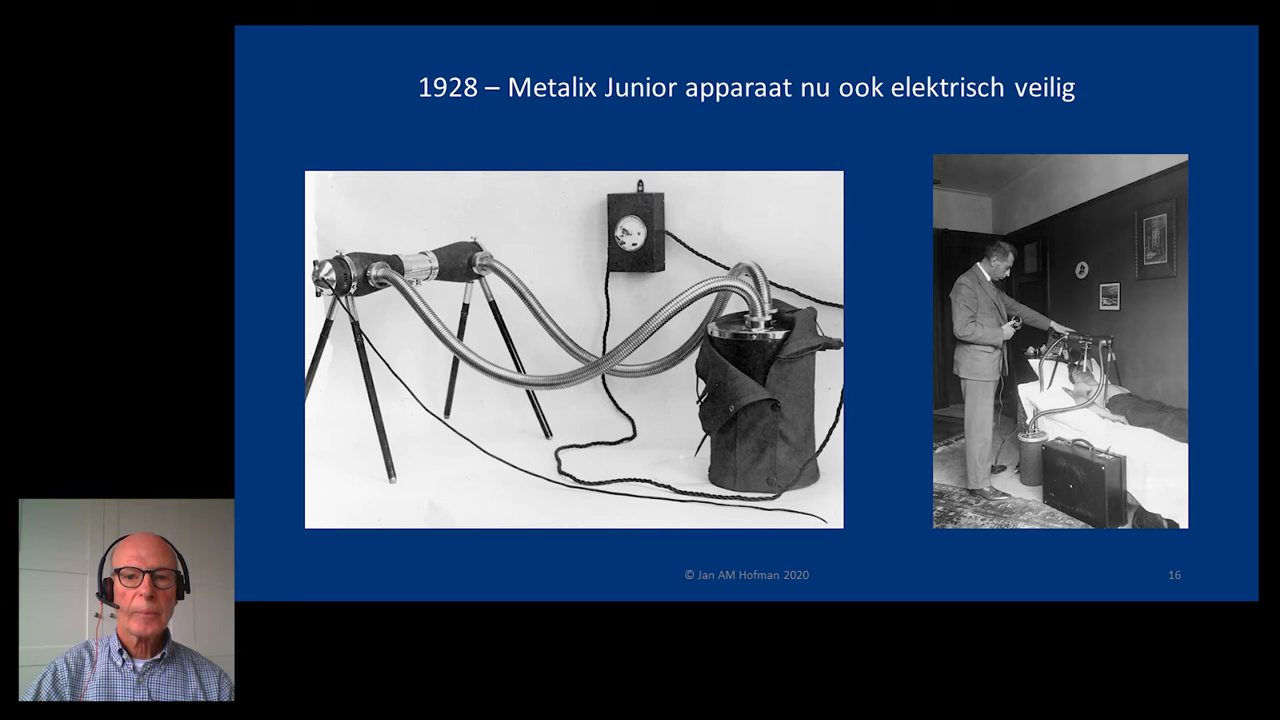 1928 – Metalix Junior apparaat nu ook elektrisch veilig
© Jan AM Hofman 2020
16